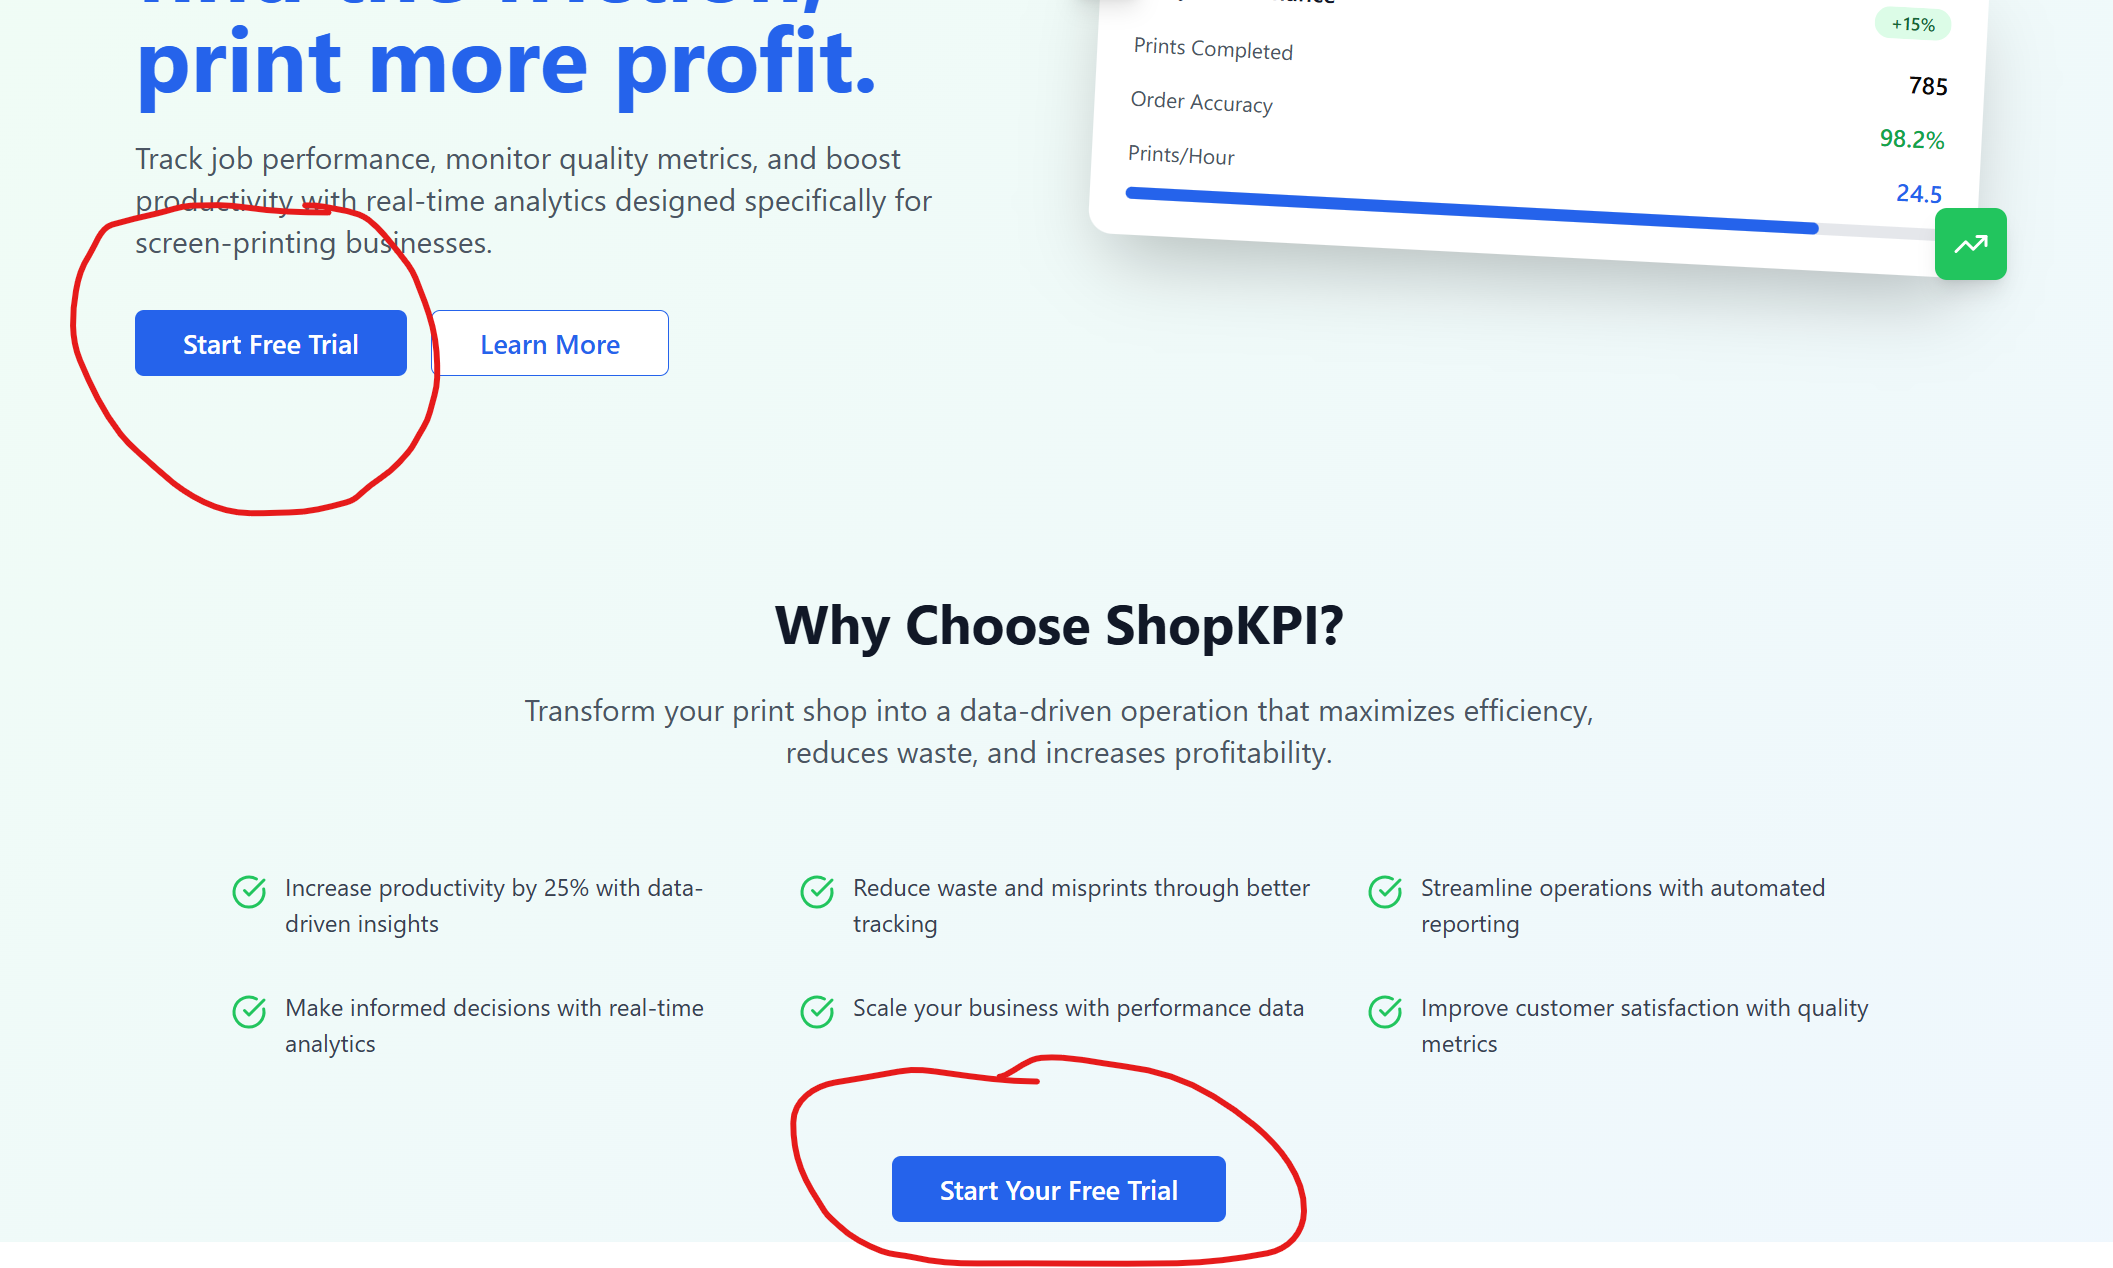 find the friction,
print more profit.
Track job performance, monitor quality metrics, and boost
productivity with real-time analytics designed specifically for
screen-printing businesses.
Start Free Trial
Learn More
+15%
Prints Completed
785
Order Accuracy
98.2%
Prints/Hour
24.5
Why Choose ShopKPI?
Transform your print shop into a data-driven operation that maximizes efficiency,
reduces waste, and increases profitability.
Increase productivity by 25% with data-
driven insights
Reduce waste and misprints through better
tracking
Streamline operations with automated
reporting
Make informed decisions with real-time
analytics
Scale your business with performance data
Improve customer satisfaction with quality
metrics
Start Your Free Trial